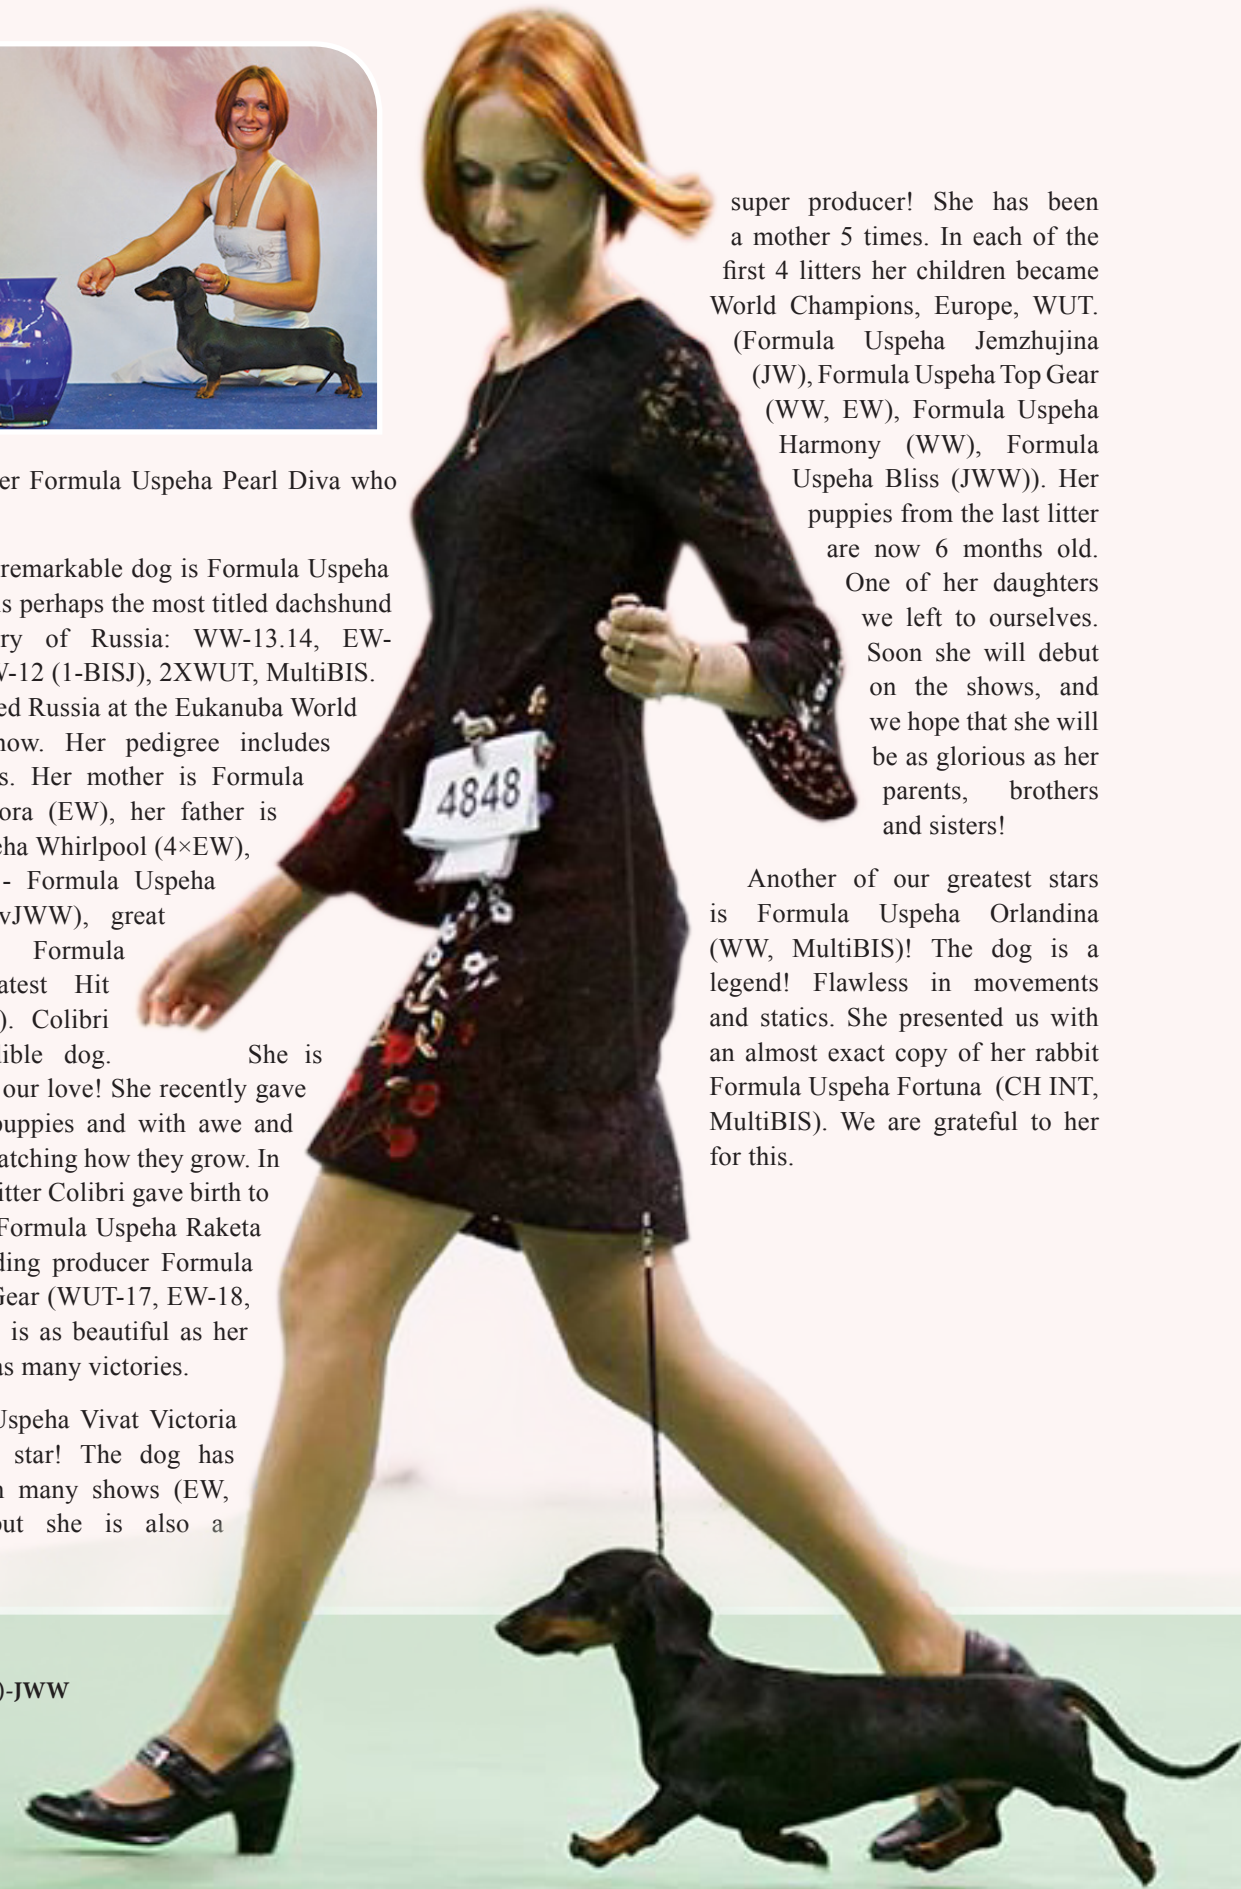 er Formula Uspeha Pearl Diva who
remarkable dog is Formula Uspeha
is perhaps the most titled dachshund
ry of Russia: WW-13.14, EW-
W-12 (1-BISJ), 2XWUT, MultiBIS.
ed Russia at the Eukanuba World
how. Her pedigree includes
s. Her mother is Formula
ora (EW), her father is
eha Whirlpool (4×EW),
- Formula Uspeha
vJWW), great
Formula
atest Hit
). Colibri
lible dog. She is
our love! She recently gave
puppies and with awe and
atching how they grow. In
itter Colibri gave birth to
Formula Uspeha Raketa
ding producer Formula
Gear (WUT-17, EW-18,
is as beautiful as her
as many victories.
Uspeha Vivat Victoria
star! The dog has
n many shows (EW,
out she is also a
)-JWW
4848
super producer! She has been
a mother 5 times. In each of the
first 4 litters her children became
World Champions, Europe, WUT.
(Formula Uspeha Jemzhujina
(JW), Formula Uspeha Top Gear
(WW, EW), Formula Uspeha
Harmony (WW), Formula
Uspeha Bliss (JWW)). Her
puppies from the last litter
are now 6 months old.
One of her daughters
we left to ourselves.
Soon she will debut
on the shows, and
we hope that she will
be as glorious as her
parents, brothers
and sisters!
Another of our greatest stars
is Formula Uspeha Orlandina
(WW, MultiBIS)! The dog is a
legend! Flawless in movements
and statics. She presented us with
an almost exact copy of her rabbit
Formula Uspeha Fortuna (CH INT,
MultiBIS). We are grateful to her
for this.